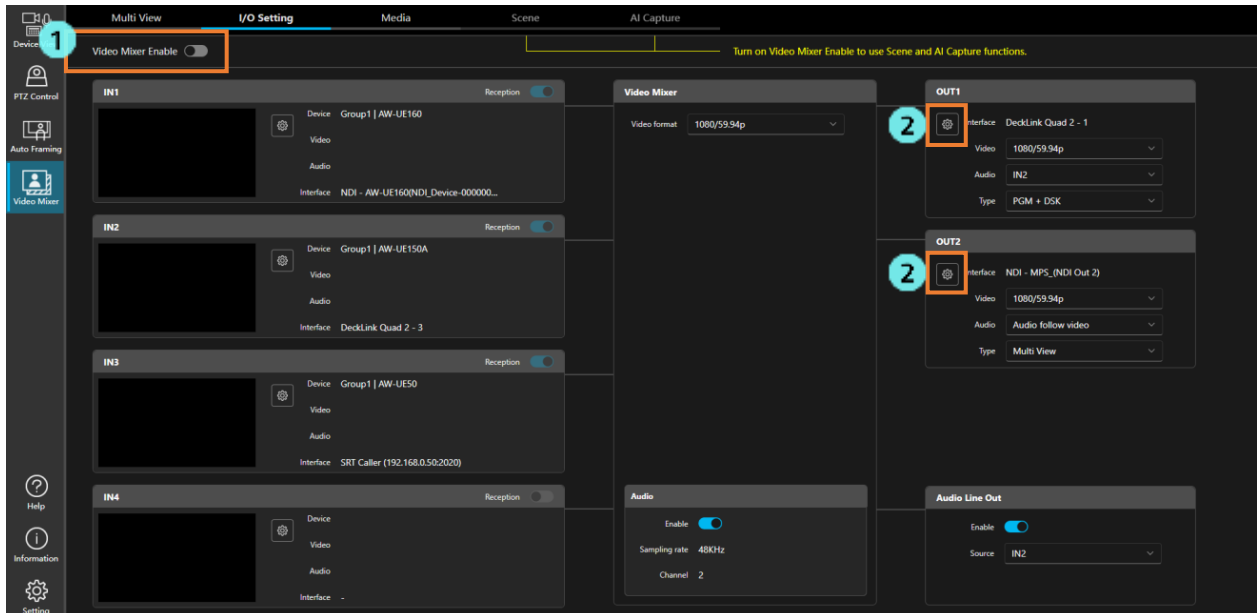 Multi View
I/O Setting
Media
Scene
AI Capture
1
Video Mixer Enable
Turn on Video Mixer Enable to use Scene and AI Capture functions.
PTZ Control
Auto Framing
Video Mixer
Help
Information
Setting
IN1
Reception
Device Group1 | AW-UE160
Video
Audio
Interface NDI - AW-UE160(NDI_Device-000000...
IN2
Reception
Device Group1 | AW-UE150A
Video
Audio
Interface DeckLink Quad 2 - 3
IN3
Reception
Device Group1 | AW-UE50
Video
Audio
Interface SRT Caller (192.168.0.50:2020)
IN4
Reception
Device
Video
Audio
Interface -
Video Mixer
Video format 1080/59.94p
Audio
Enable
Sampling rate 48KHz
Channel 2
OUT1
2
Interface DeckLink Quad 2 - 1
Video 1080/59.94p
Audio IN2
Type PGM + DSK
OUT2
2
Interface NDI - MPS_(NDI Out 2)
Video 1080/59.94p
Audio Audio follow video
Type Multi View
Audio Line Out
Enable
Source IN2